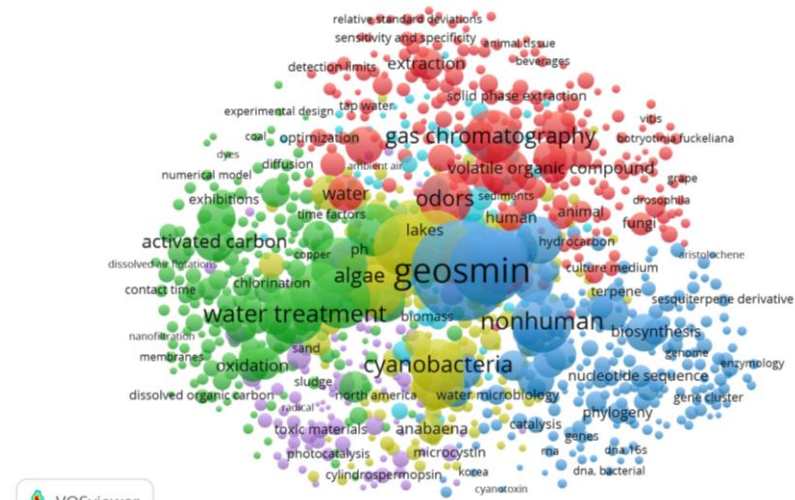 relative standard deviations
sensitivity and specificity
animal tissue
beverages
detection limits
extraction
solid phase extraction
experimental design
tap water
vitis
coal
optimization
gas chromatography
botryotinia fuckeliana
dyes
diffusion
ambient air
volatile organic compound
numerical model
grape
exhibitions
water
odors
sediments
drosophila
time factors
human
animal
fungi
lakes
activated carbon
copper
ph
hydrocarbon
aristolochene
dissolved air flotations
algae
geosmin
culture medium
contact time
chlorination
terpene
sesquiterpene derivative
water treatment
biomass
nonhuman
biosynthesis
nanofiltration
membranes
sand
genome
oxidation
cyanobacteria
enzymology
sludge
nucleotide sequence
dissolved organic carbon
north america
water microbiology
gene cluster
radical
phylogeny
toxic materials
anabaena
catalysis
genes
photocatalysis
microcystin
rna
dna 16s
cylindrospermopsin
korea
dna, bacterial
cyanotoxin
VOSviewer